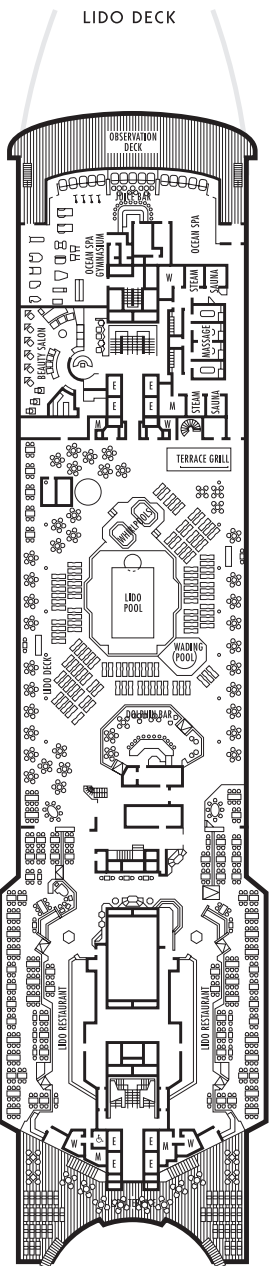 LIDO DECK
OBSERVATION
DECK
JUICE BAR
OCEAN SPA
GYMNASIUM
OCEAN SPA
W
STEAM
SAUNA
MASSAGE
BEAUTY SALON
E
E
E
E
M
STEAM
SAUNA
M
W
TERRACE GRILL
WHIRLPOOLS
LIDO
POOL
WADING
POOL
LIDO DECK
DOLPHIN BAR
LIDO RESTAURANT
LIDO RESTAURANT
W
M
E
E
E
E
M
W